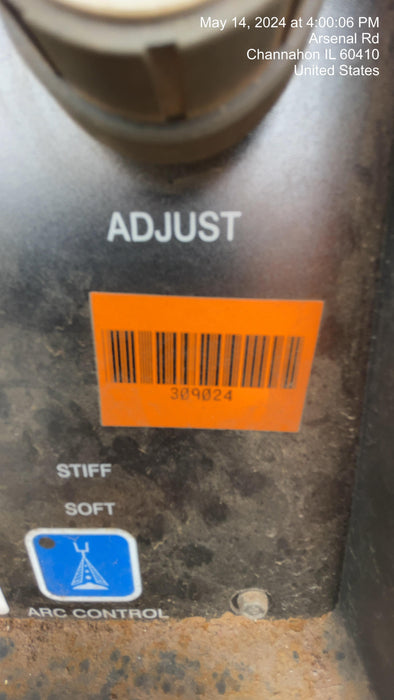 May 14, 2024 at 4:00:06 PM
Arsenal Rd
Channahon IL 60410
United States
ADJUST
309024
STIFF
SOFT
ARC CONTROL